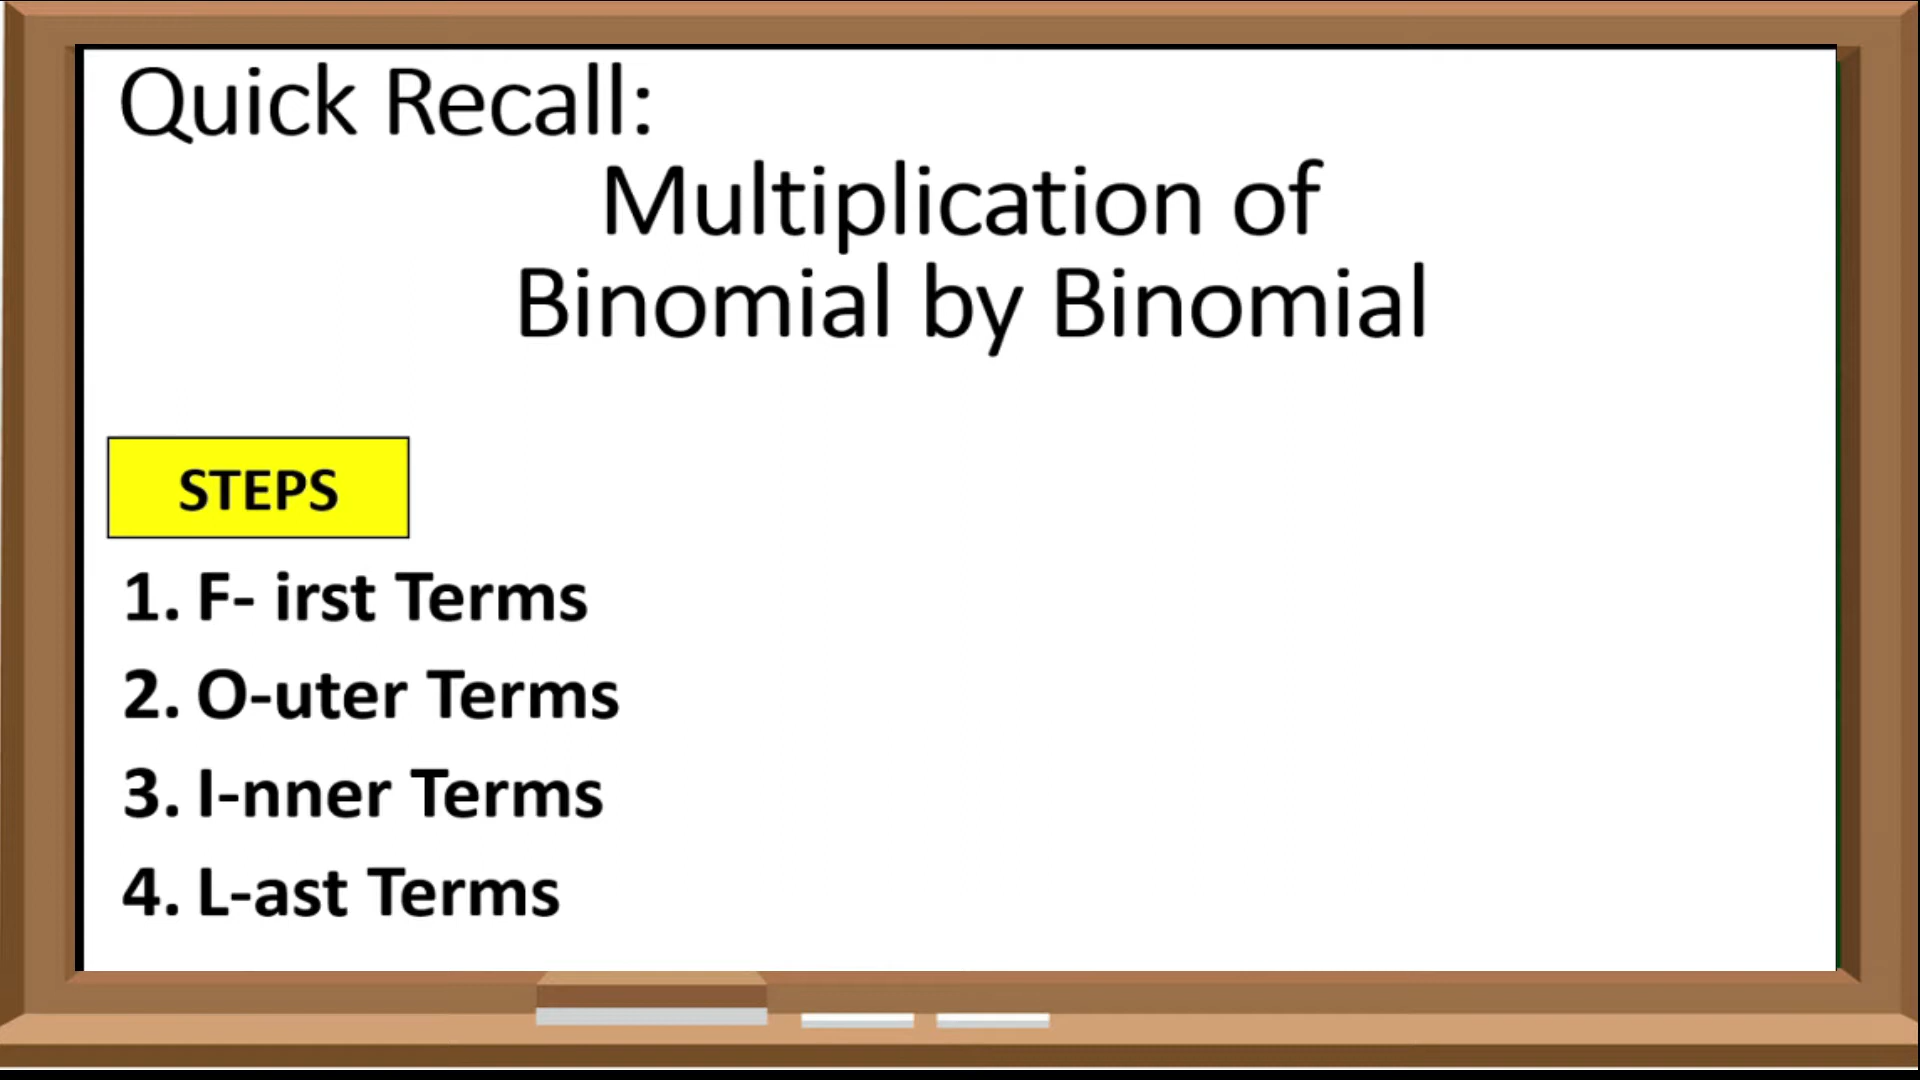 Quick Recall:
Multiplication of
Binomial by Binomial
STEPS
1. F- irst Terms
2. O-uter Terms
3. I-nner Terms
4. L-ast Terms